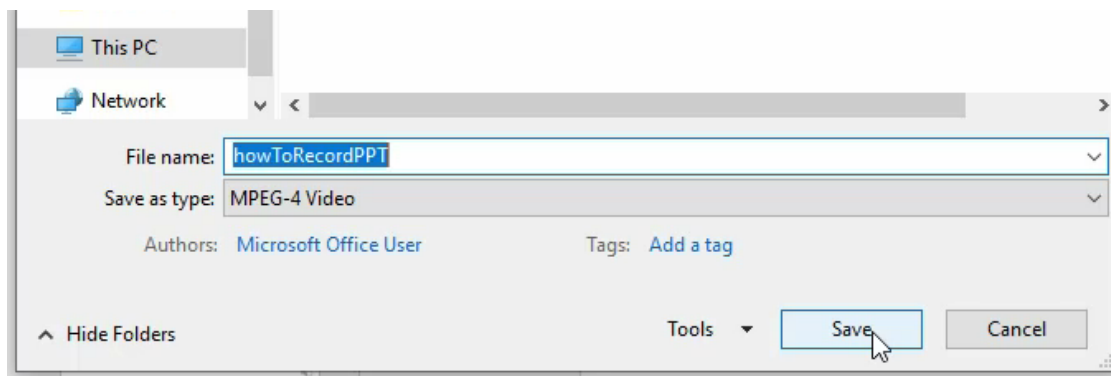 This PC
Network
File name: howToRecordPPT
Save as type: MPEG-4 Video
Authors: Microsoft Office User Tags: Add a tag
Hide Folders Tools Save Cancel